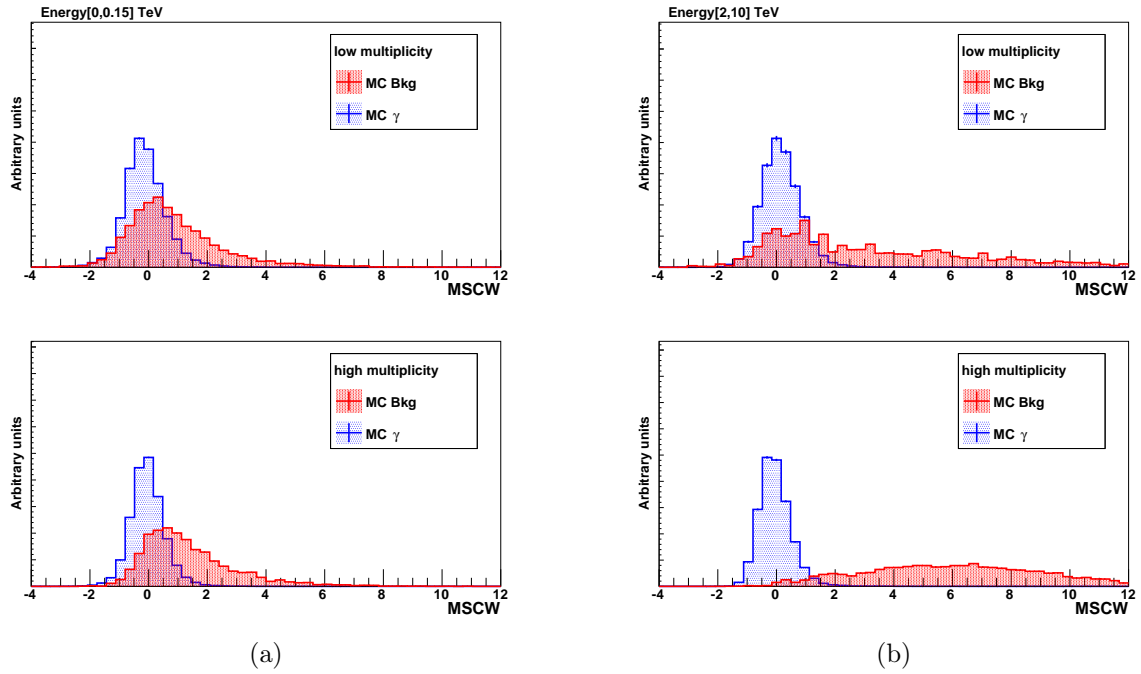 Energy[0,0.15] TeV
Arbitrary units
low multiplicity
MC Bkg
MC γ
-4 -2 0 2 4 6 8 10 12
MSCW
Energy[2,10] TeV
Arbitrary units
low multiplicity
MC Bkg
MC γ
-4 -2 0 2 4 6 8 10 12
MSCW
Arbitrary units
high multiplicity
MC Bkg
MC γ
-4 -2 0 2 4 6 8 10 12
MSCW
Arbitrary units
high multiplicity
MC Bkg
MC γ
-4 -2 0 2 4 6 8 10 12
MSCW
(a)
(b)